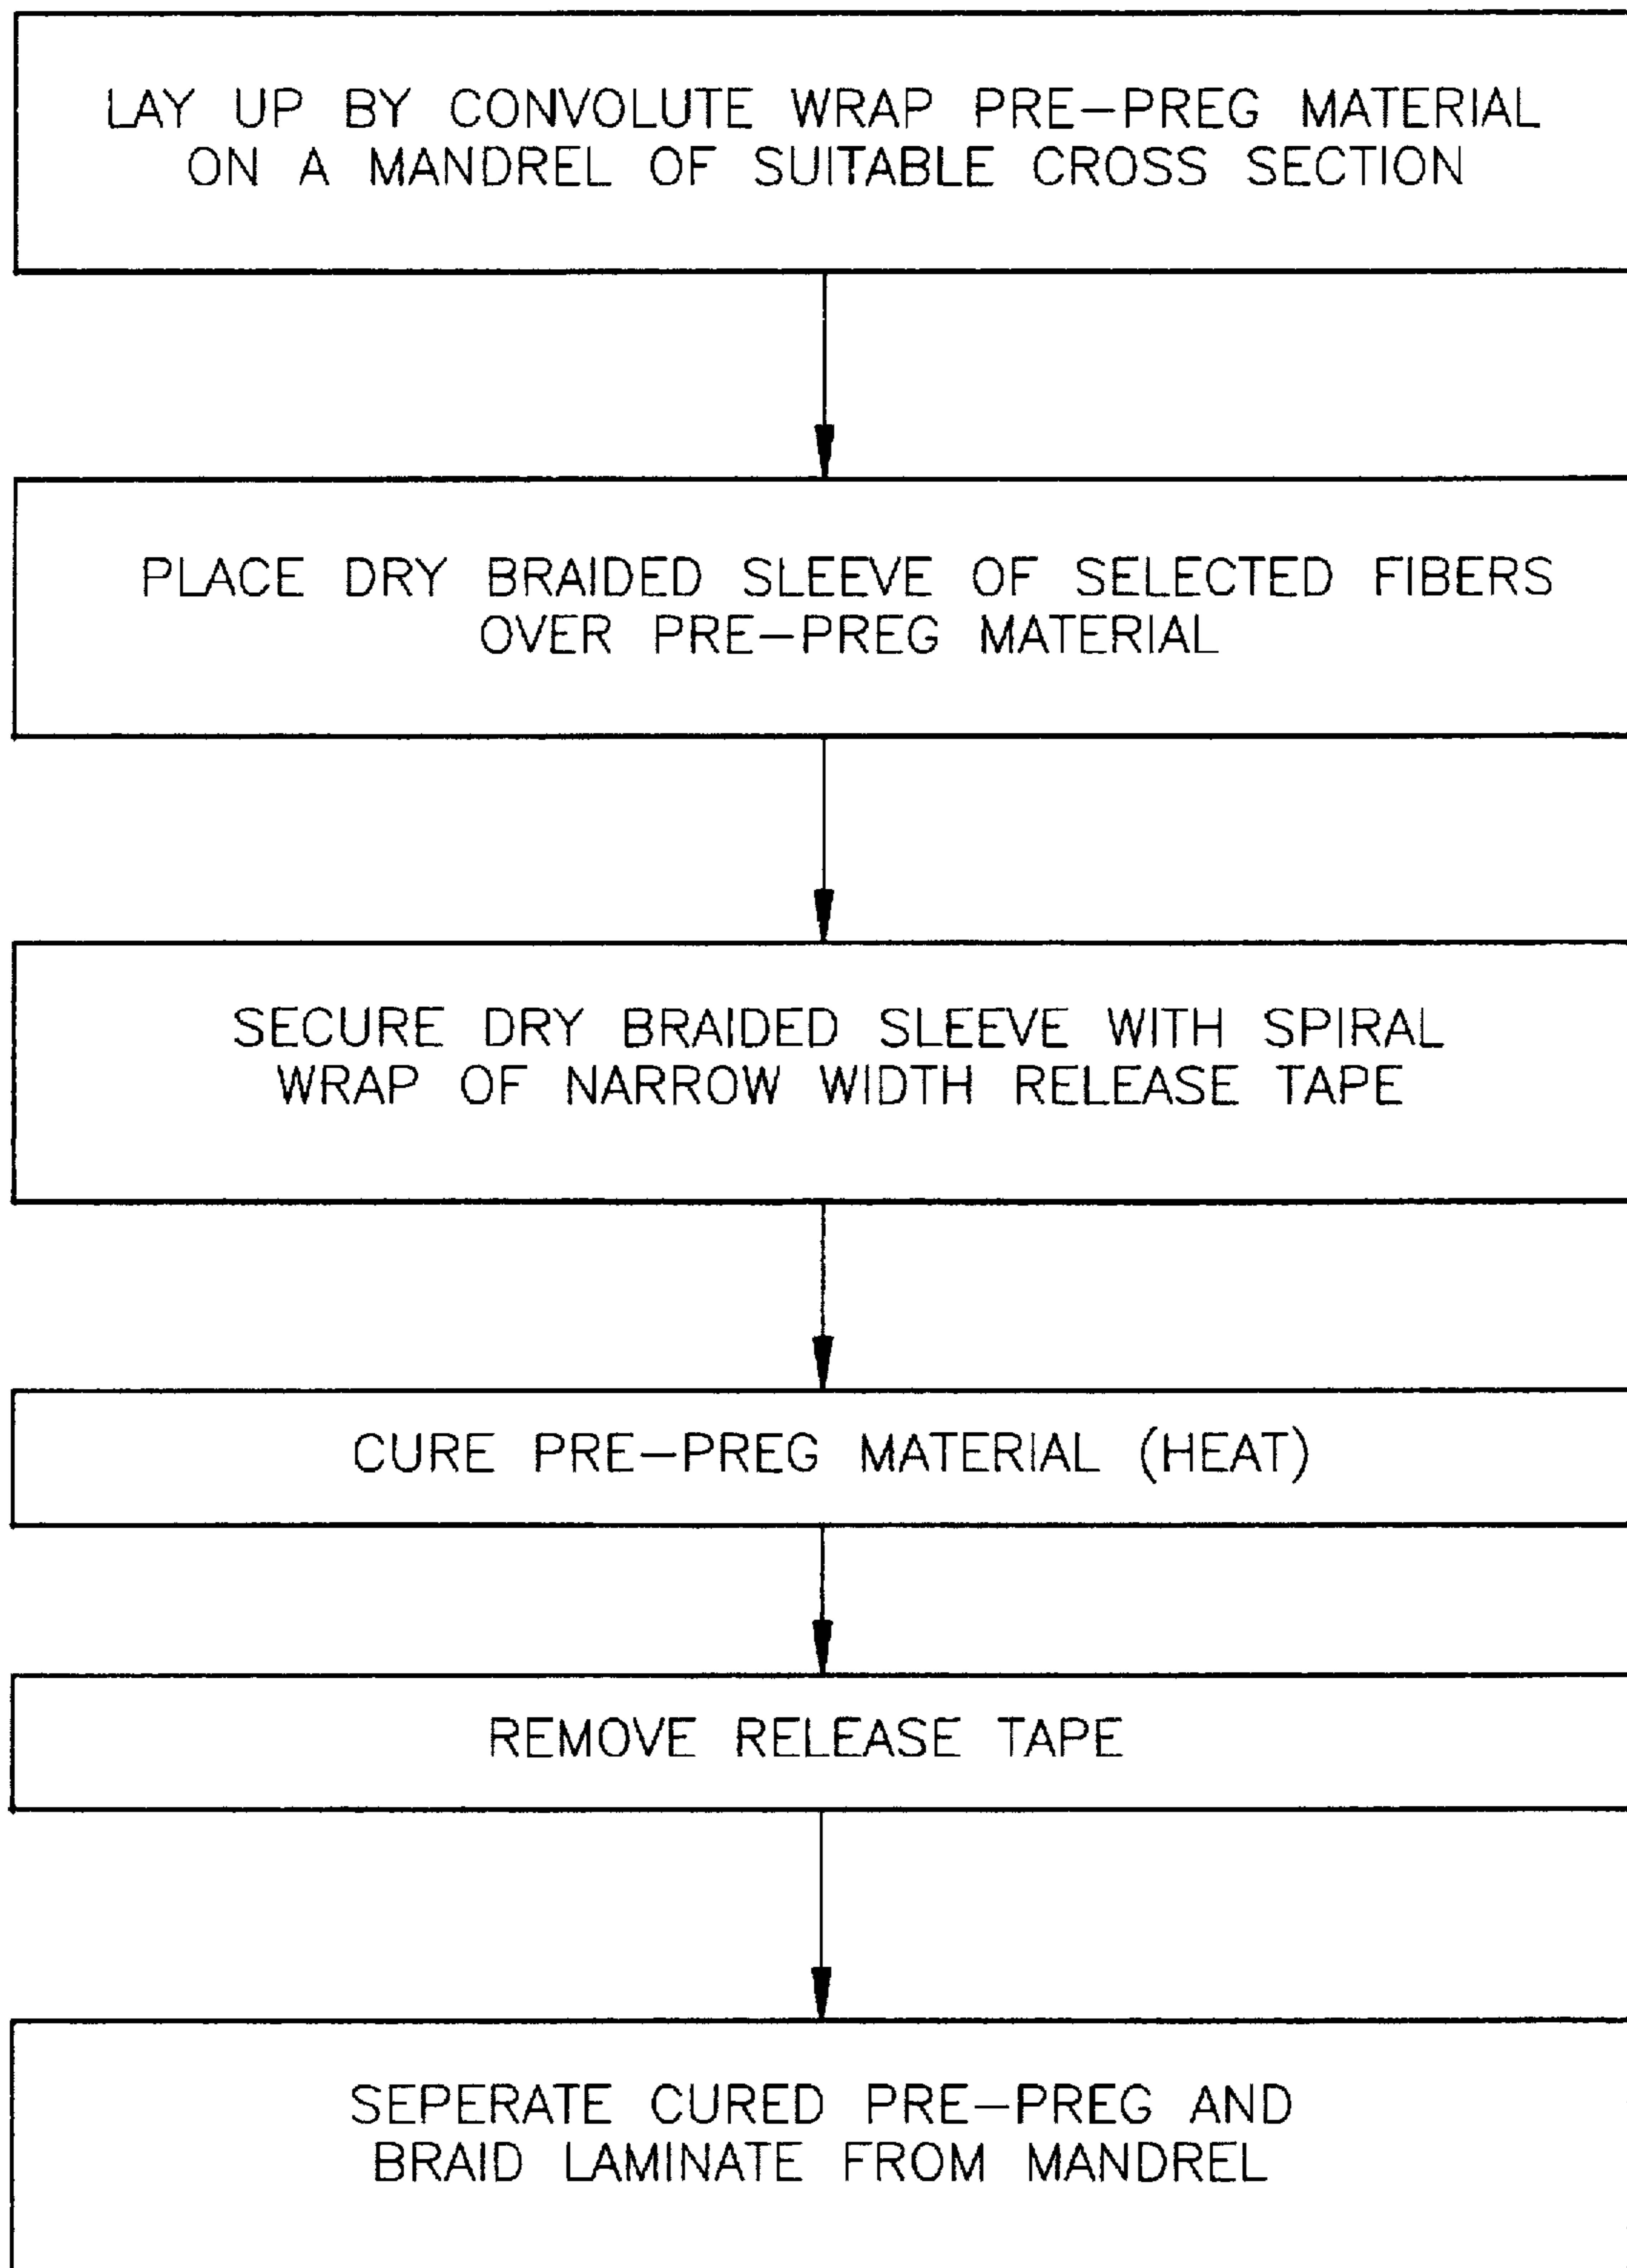 LAY UP BY CONVOLUTE WRAP PRE–PREG MATERIAL
ON A MANDREL OF SUITABLE CROSS SECTION
PLACE DRY BRAIDED SLEEVE OF SELECTED FIBERS
OVER PRE–PREG MATERIAL
SECURE DRY BRAIDED SLEEVE WITH SPIRAL
WRAP OF NARROW WIDTH RELEASE TAPE
CURE PRE–PREG MATERIAL (HEAT)
REMOVE RELEASE TAPE
SEPERATE CURED PRE–PREG AND
BRAID LAMINATE FROM MANDREL